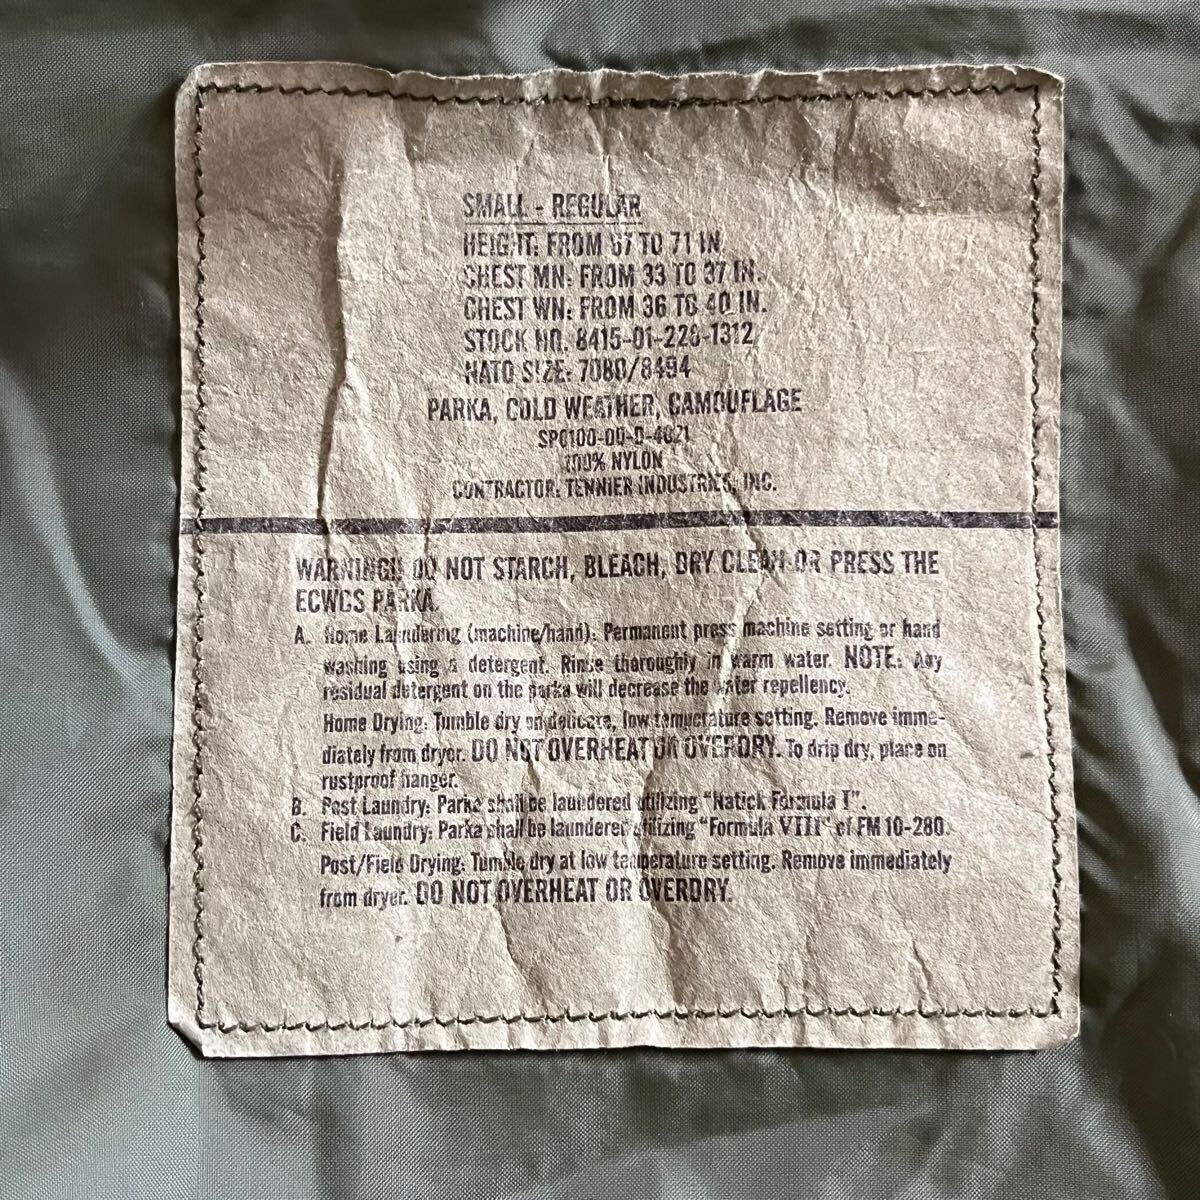 SMALL - REGULAR
HEIGHT: FROM 67 TO 71 IN.
CHEST MN: FROM 33 TO 37 IN.
CHEST WN: FROM 36 TO 40 IN.
STOCK NO. 8415-01-228-1312
NATO SIZE: 7080/8494
PARKA, COLD WEATHER, CAMOUFLAGE
SPO100-00-D-4021
100% NYLON
CONTRACTOR: TENNIER INDUSTRIES, INC.
WARNING!! DO NOT STARCH, BLEACH, DRY CLEAN OR PRESS THE
ECWCS PARKA.
A. Home Laundering (machine/hand): Permanent press machine setting or hand
washing using a detergent. Rinse thoroughly in warm water. NOTE: Any
residual detergent on the parka will decrease the water repellency.
Home Drying: Tumble dry on delicate, low temperature setting. Remove imme-
diately from dryer. DO NOT OVERHEAT OR OVERDRY. To drip dry, place on
rustproof hanger.
B. Post Laundry: Parka shall be laundered utilizing "Natick Formula I".
C. Field Laundry: Parka shall be laundered utilizing "Formula VIII" of FM 10-280.
Post/Field Drying: Tumble dry at low temperature setting. Remove immediately
from dryer. DO NOT OVERHEAT OR OVERDRY.